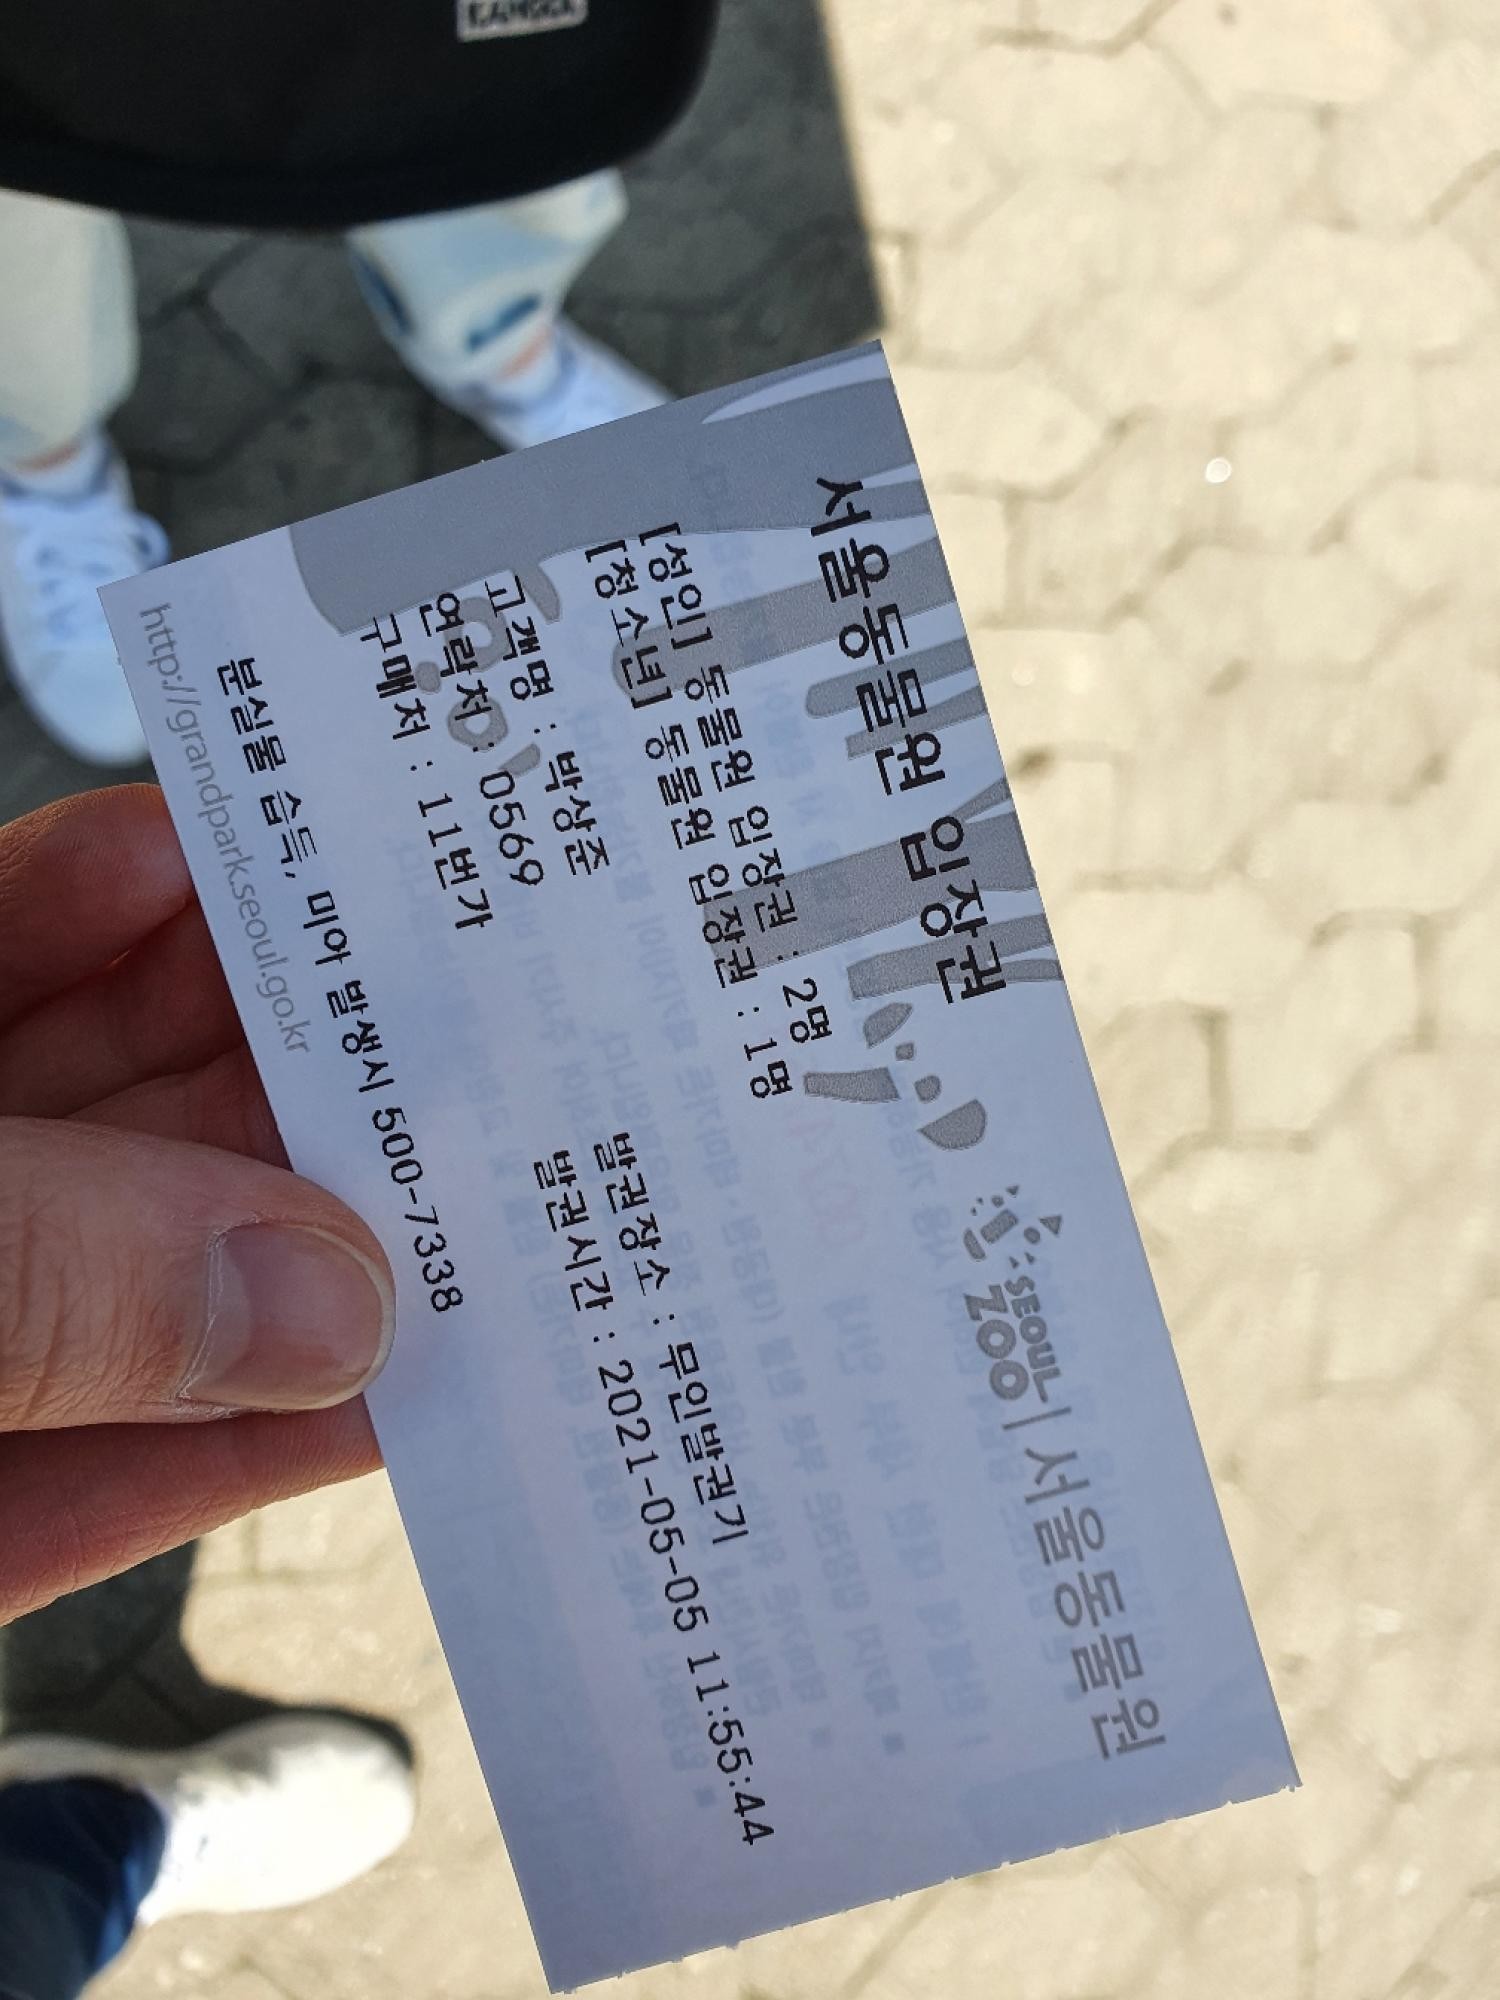 서울동물원 입장권
SEOUL
ZOO | 서울동물원
[성인] 동물원 입장권 : 2명
[청소년] 동물원 입장권 : 1명
고객명 : 박상준
연락처 : 0569
구매처 : 11번가
발권장소 : 무인발권기
발권시간 : 2021-05-05 11:55:44
분실물 습득, 미아 발생시 500-7338
http://grandpark.seoul.go.kr